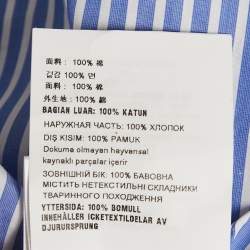 面料 : 100% 棉
겉감 100% 면
面料 : 100% 棉
外生地 : 100% 綿
BAGIAN LUAR: 100% KATUN
НАРУЖНАЯ ЧАСТЬ: 100% ХЛОПОК
DIŞ KISIM: 100% PAMUK
Dokuma olmayan hayvansal
kaynaklı parçalar içerir
ЗОВНІШНІЙ БІК: 100% БАВОВНА
МІСТИТЬ НЕТЕКСТИЛЬНІ СКЛАДНИКИ
ТВАРИННОГО ПОХОДЖЕННЯ
YTTERSIDA: 100% BOMULL
INNEHÅLLER ICKETEXTILDELAR AV
DJURURSPRUNG